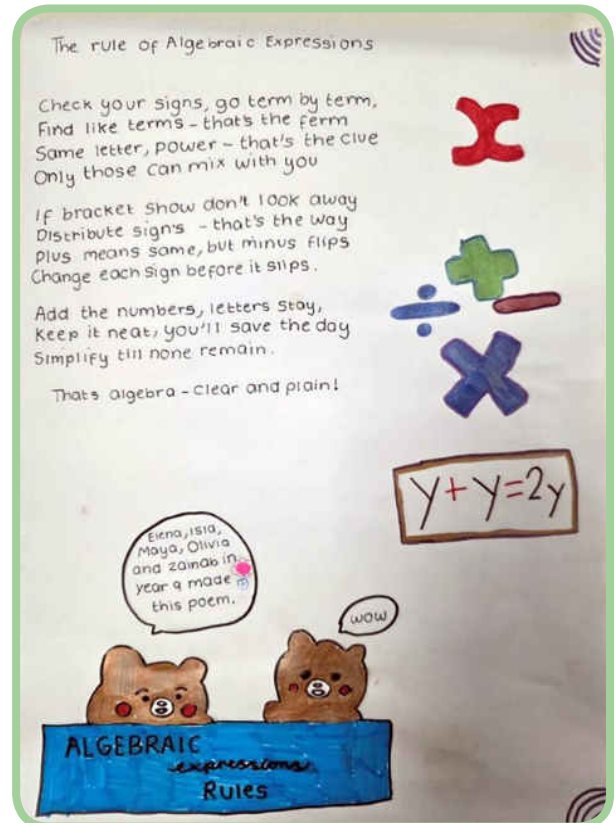 The rule of Algebraic Expressions
Check your signs, go term by term,
Find like terms - that's the ferm
Same letter, power - that's the clue
Only those can mix with you
If bracket show don't look away
Distribute signs - that's the way
Plus means same, but minus flips
Change each sign before it slips.
Add the numbers, letters stay,
Keep it neat, you'll save the day
Simplify till none remain.
Thats algebra - Clear and plain!
x
÷ + −
×
y+y=2y
Elena, Isla,
Maya, Olivia
and Zainab in
year 9 made
this poem.
wow
ALGEBRAIC
expressions
Rules